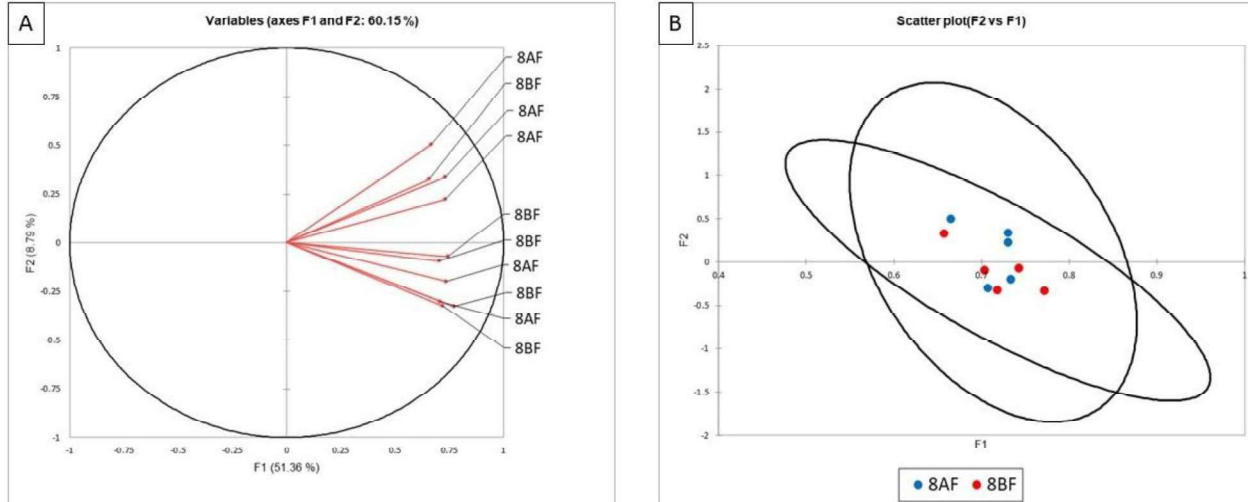 A
Variables (axes F1 and F2: 60.15 %)
8AF
8BF
8AF
8AF
8BF
8BF
8AF
8BF
8AF
8BF
1
0.75
0.5
0.25
0
-0.25
-0.5
-0.75
-1
F2 (8.79 %)
-1
-0.75
-0.5
-0.25
0
0.25
0.5
0.75
1
F1 (51.36 %)
B
Scatter plot(F2 vs F1)
2.5
2
1.5
1
0.5
0
-0.5
-1
-1.5
-2
F2
0.4
0.5
0.6
0.7
0.8
0.9
1
F1
8AF
8BF